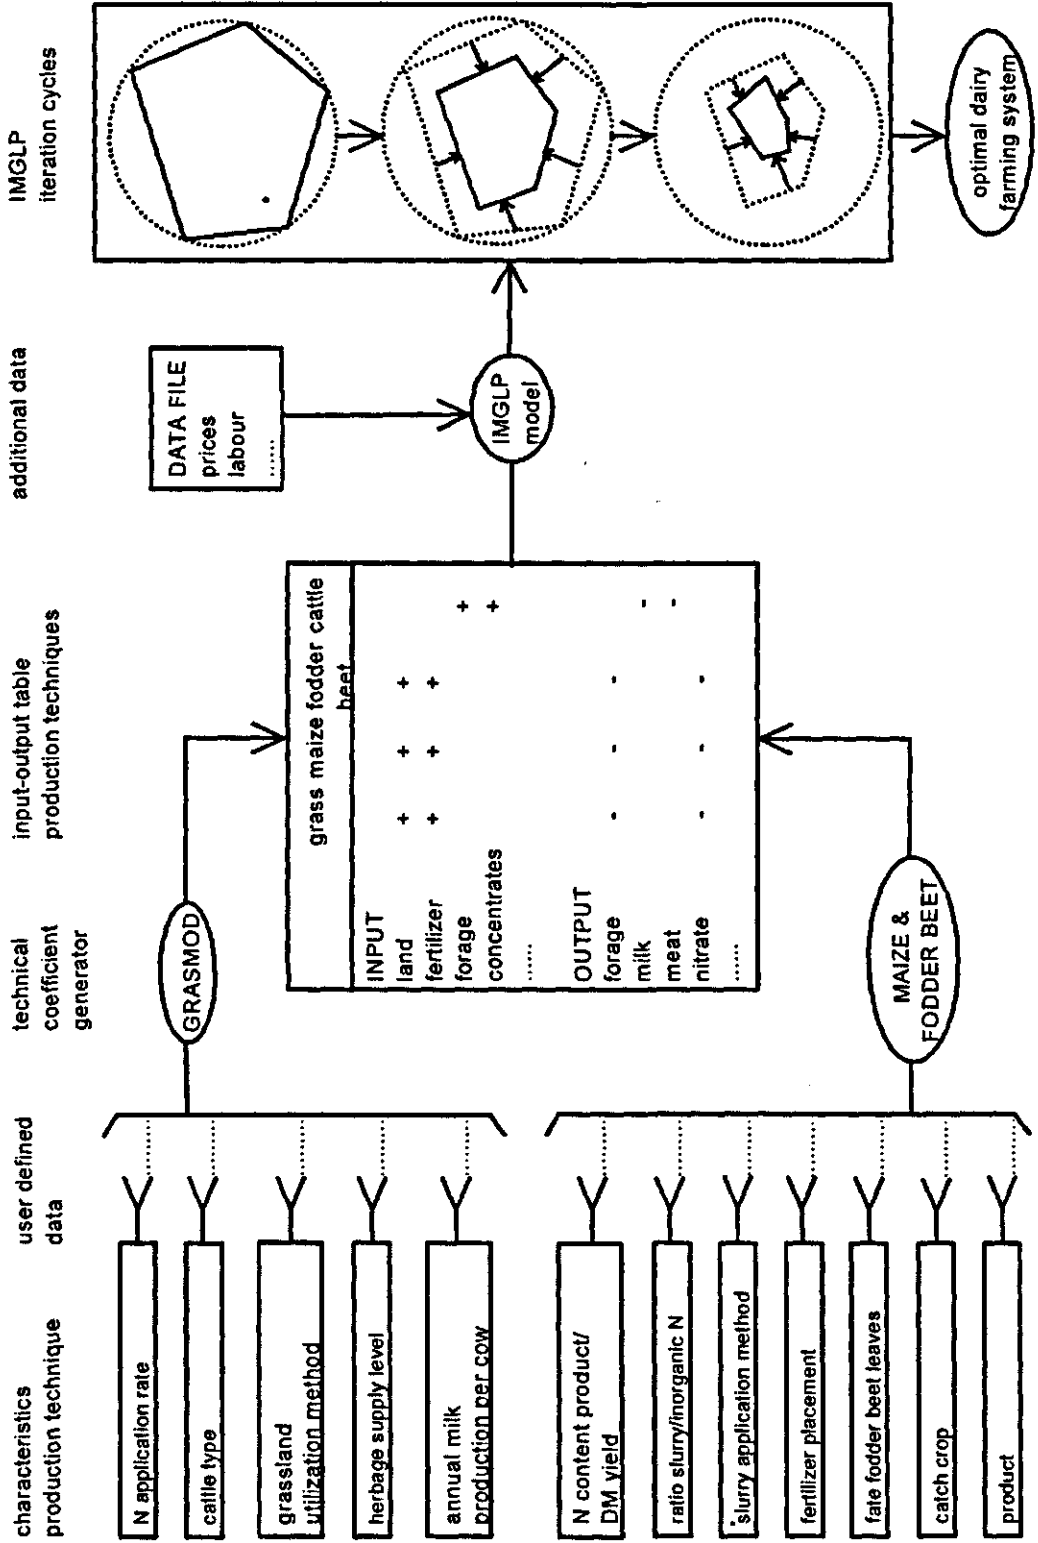 characteristics
production technique
user defined
data
technical
coefficient
generator
input-output table
production techniques
additional data
IMGLP
iteration cycles
N application rate
cattle type
grassland
utilization method
herbage supply level
annual milk
production per cow
N content product/
DM yield
ratio slurry/inorganic N
slurry application method
fertilizer placement
fate fodder beet leaves
catch crop
product
GRASMOD
MAIZE &
FODDER BEET
grass maize fodder cattle
beet
INPUT
land + + +
fertilizer + + +
forage +
concentrates +
......
OUTPUT
forage - - -
milk -
meat -
nitrate - - -
......
DATA FILE
prices
labour
......
IMGLP
model
optimal dairy
farming system